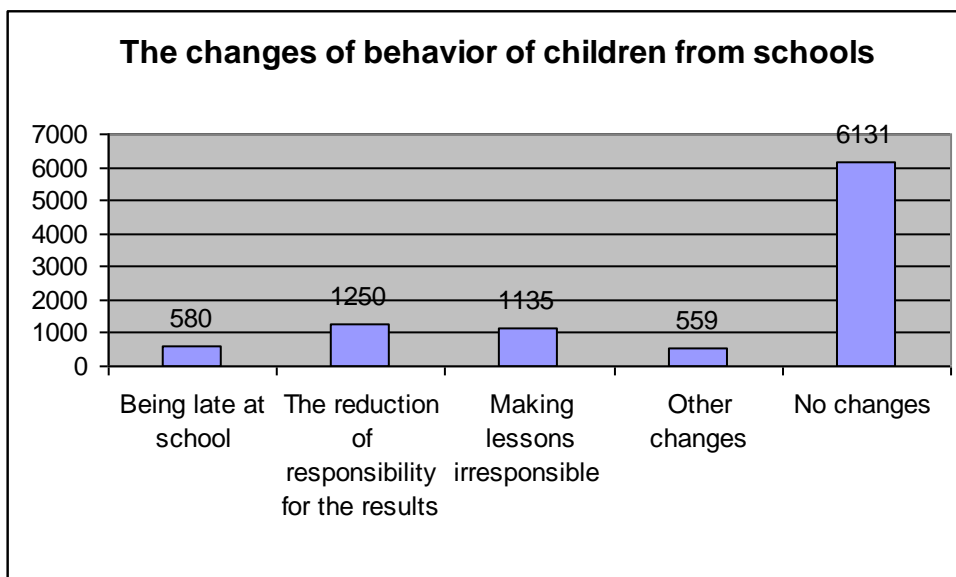 The changes of behavior of children from schools
7000
6000
5000
4000
3000
2000
1000
0
580
1250
1135
559
6131
Being late at
school
The reduction
of
responsibility
for the results
Making
lessons
irresponsible
Other
changes
No changes